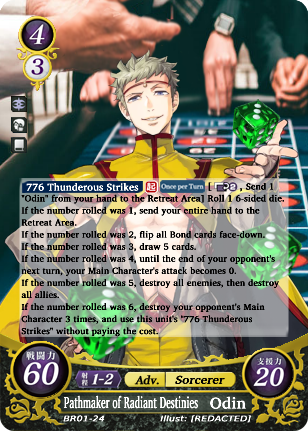 4
3
776 Thunderous Strikes 起 Once Per Turn [ 2, Send 1
"Odin" from your hand to the Retreat Area] Roll 1 6-sided die.
If the number rolled was 1, send your entire hand to the
Retreat Area.
If the number rolled was 2, flip all Bond cards face-down.
If the number rolled was 3, draw 5 cards.
If the number rolled was 4, until the end of your opponent's
next turn, your Main Character's attack becomes 0.
If the number rolled was 5, destroy all enemies, then destroy
all allies.
If the number rolled was 6, destroy your opponent's Main
Character 3 times, and use this unit's "776 Thunderous
Strikes" without paying the cost.
戦闘力
60
射程 1-2
Adv. Sorcerer
支援力
20
Pathmaker of Radiant Destinies Odin
BR01-24 Illust: [REDACTED]